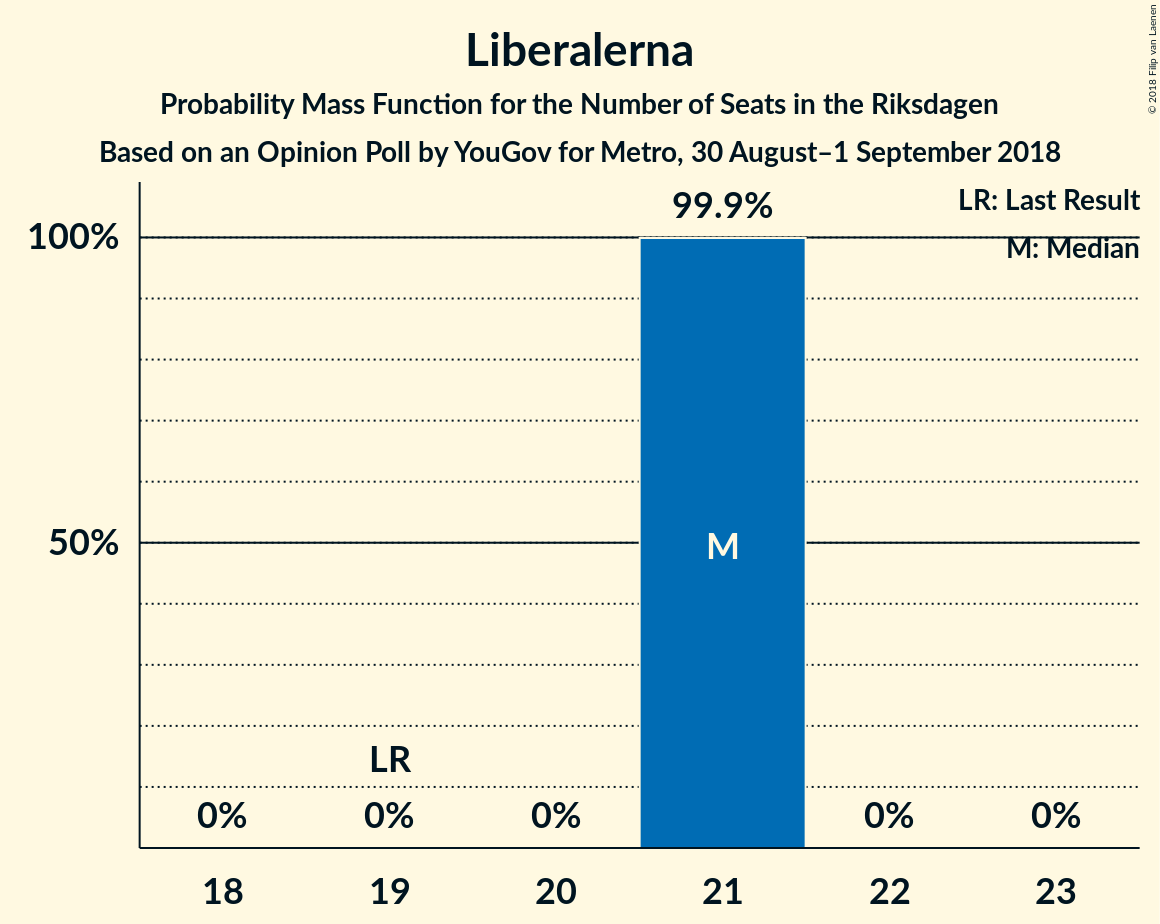 Liberalerna
Probability Mass Function for the Number of Seats in the Riksdagen
Based on an Opinion Poll by YouGov for Metro, 30 August–1 September 2018
© 2018 Filip van Laenen
99.9%
LR: Last Result
M: Median
100%
50%
M
LR
0% 0% 0% 0% 0%
18 19 20 21 22 23